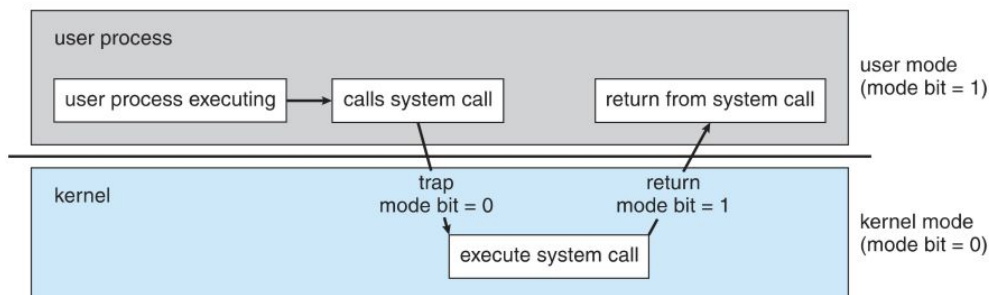 user process
user process executing
calls system call
return from system call
user mode
(mode bit = 1)
trap
mode bit = 0
return
mode bit = 1
kernel
execute system call
kernel mode
(mode bit = 0)